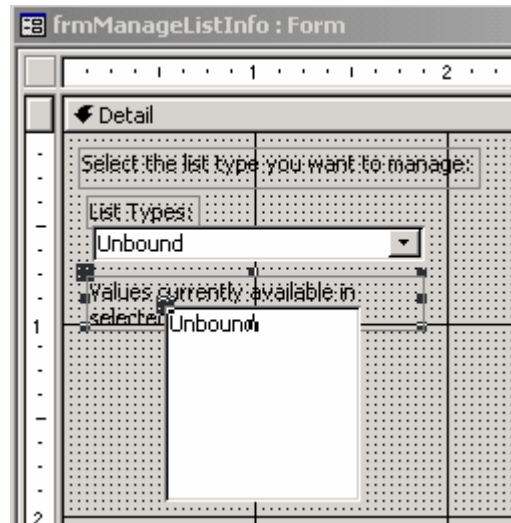 frmManageListInfo : Form
1 2
Detail
Select the list type you want to manage:
List Types:
Unbound
Values currently available in
selected
Unbound
1
2